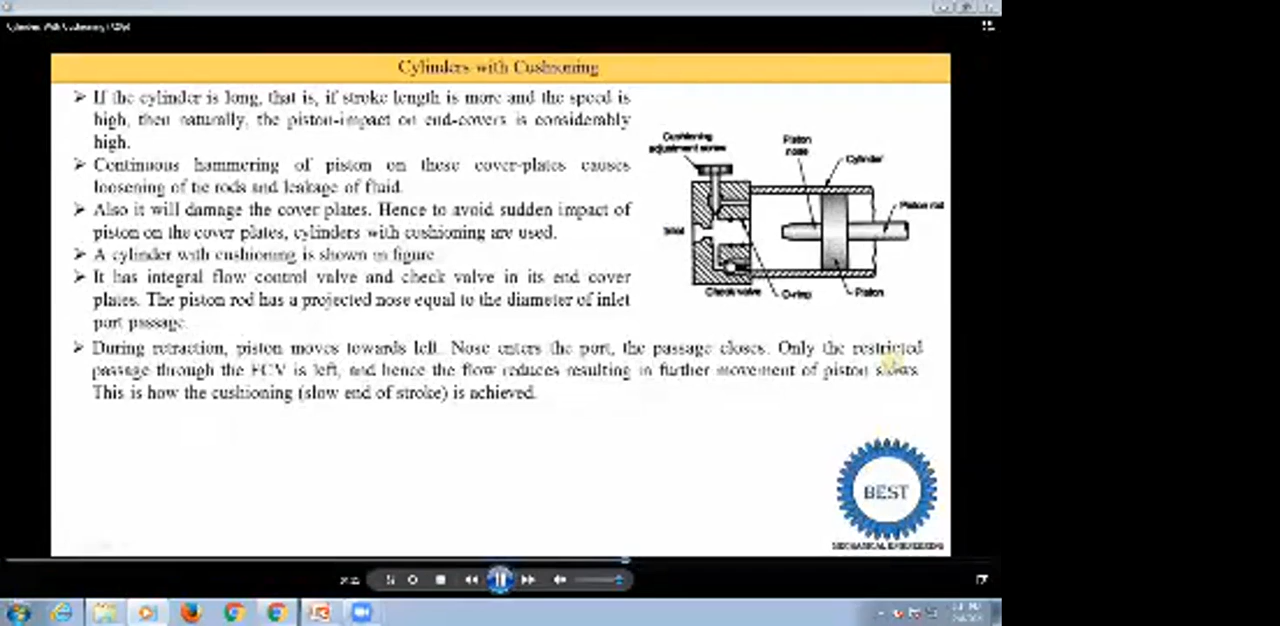 Cylinders with Cushioning
➤ If the cylinder is long, that is, if stroke length is more and the speed is
high, then naturally, the piston-impact on end-covers is considerably
high.
➤ Continuous hammering of piston on these cover-plates causes
loosening of tie rods and leakage of fluid.
➤ Also it will damage the cover plates. Hence to avoid sudden impact of
piston on the cover plates, cylinders with cushioning are used.
➤ A cylinder with cushioning is shown in figure
➤ It has integral flow control valve and check valve in its end cover
plates. The piston rod has a projected nose equal to the diameter of inlet
port passage.
Cushioning
adjustment screw
Piston
nose
Cylinder
Piston rod
Inlet
Check valve
O-ring
Piston
➤ During retraction, piston moves towards left. Nose enters the port, the passage closes. Only the restricted
passage through the FCV is left, and hence the flow reduces resulting in further movement of piston slows.
This is how the cushioning (slow end of stroke) is achieved.
BEST
MECHANICAL ENGINEERING